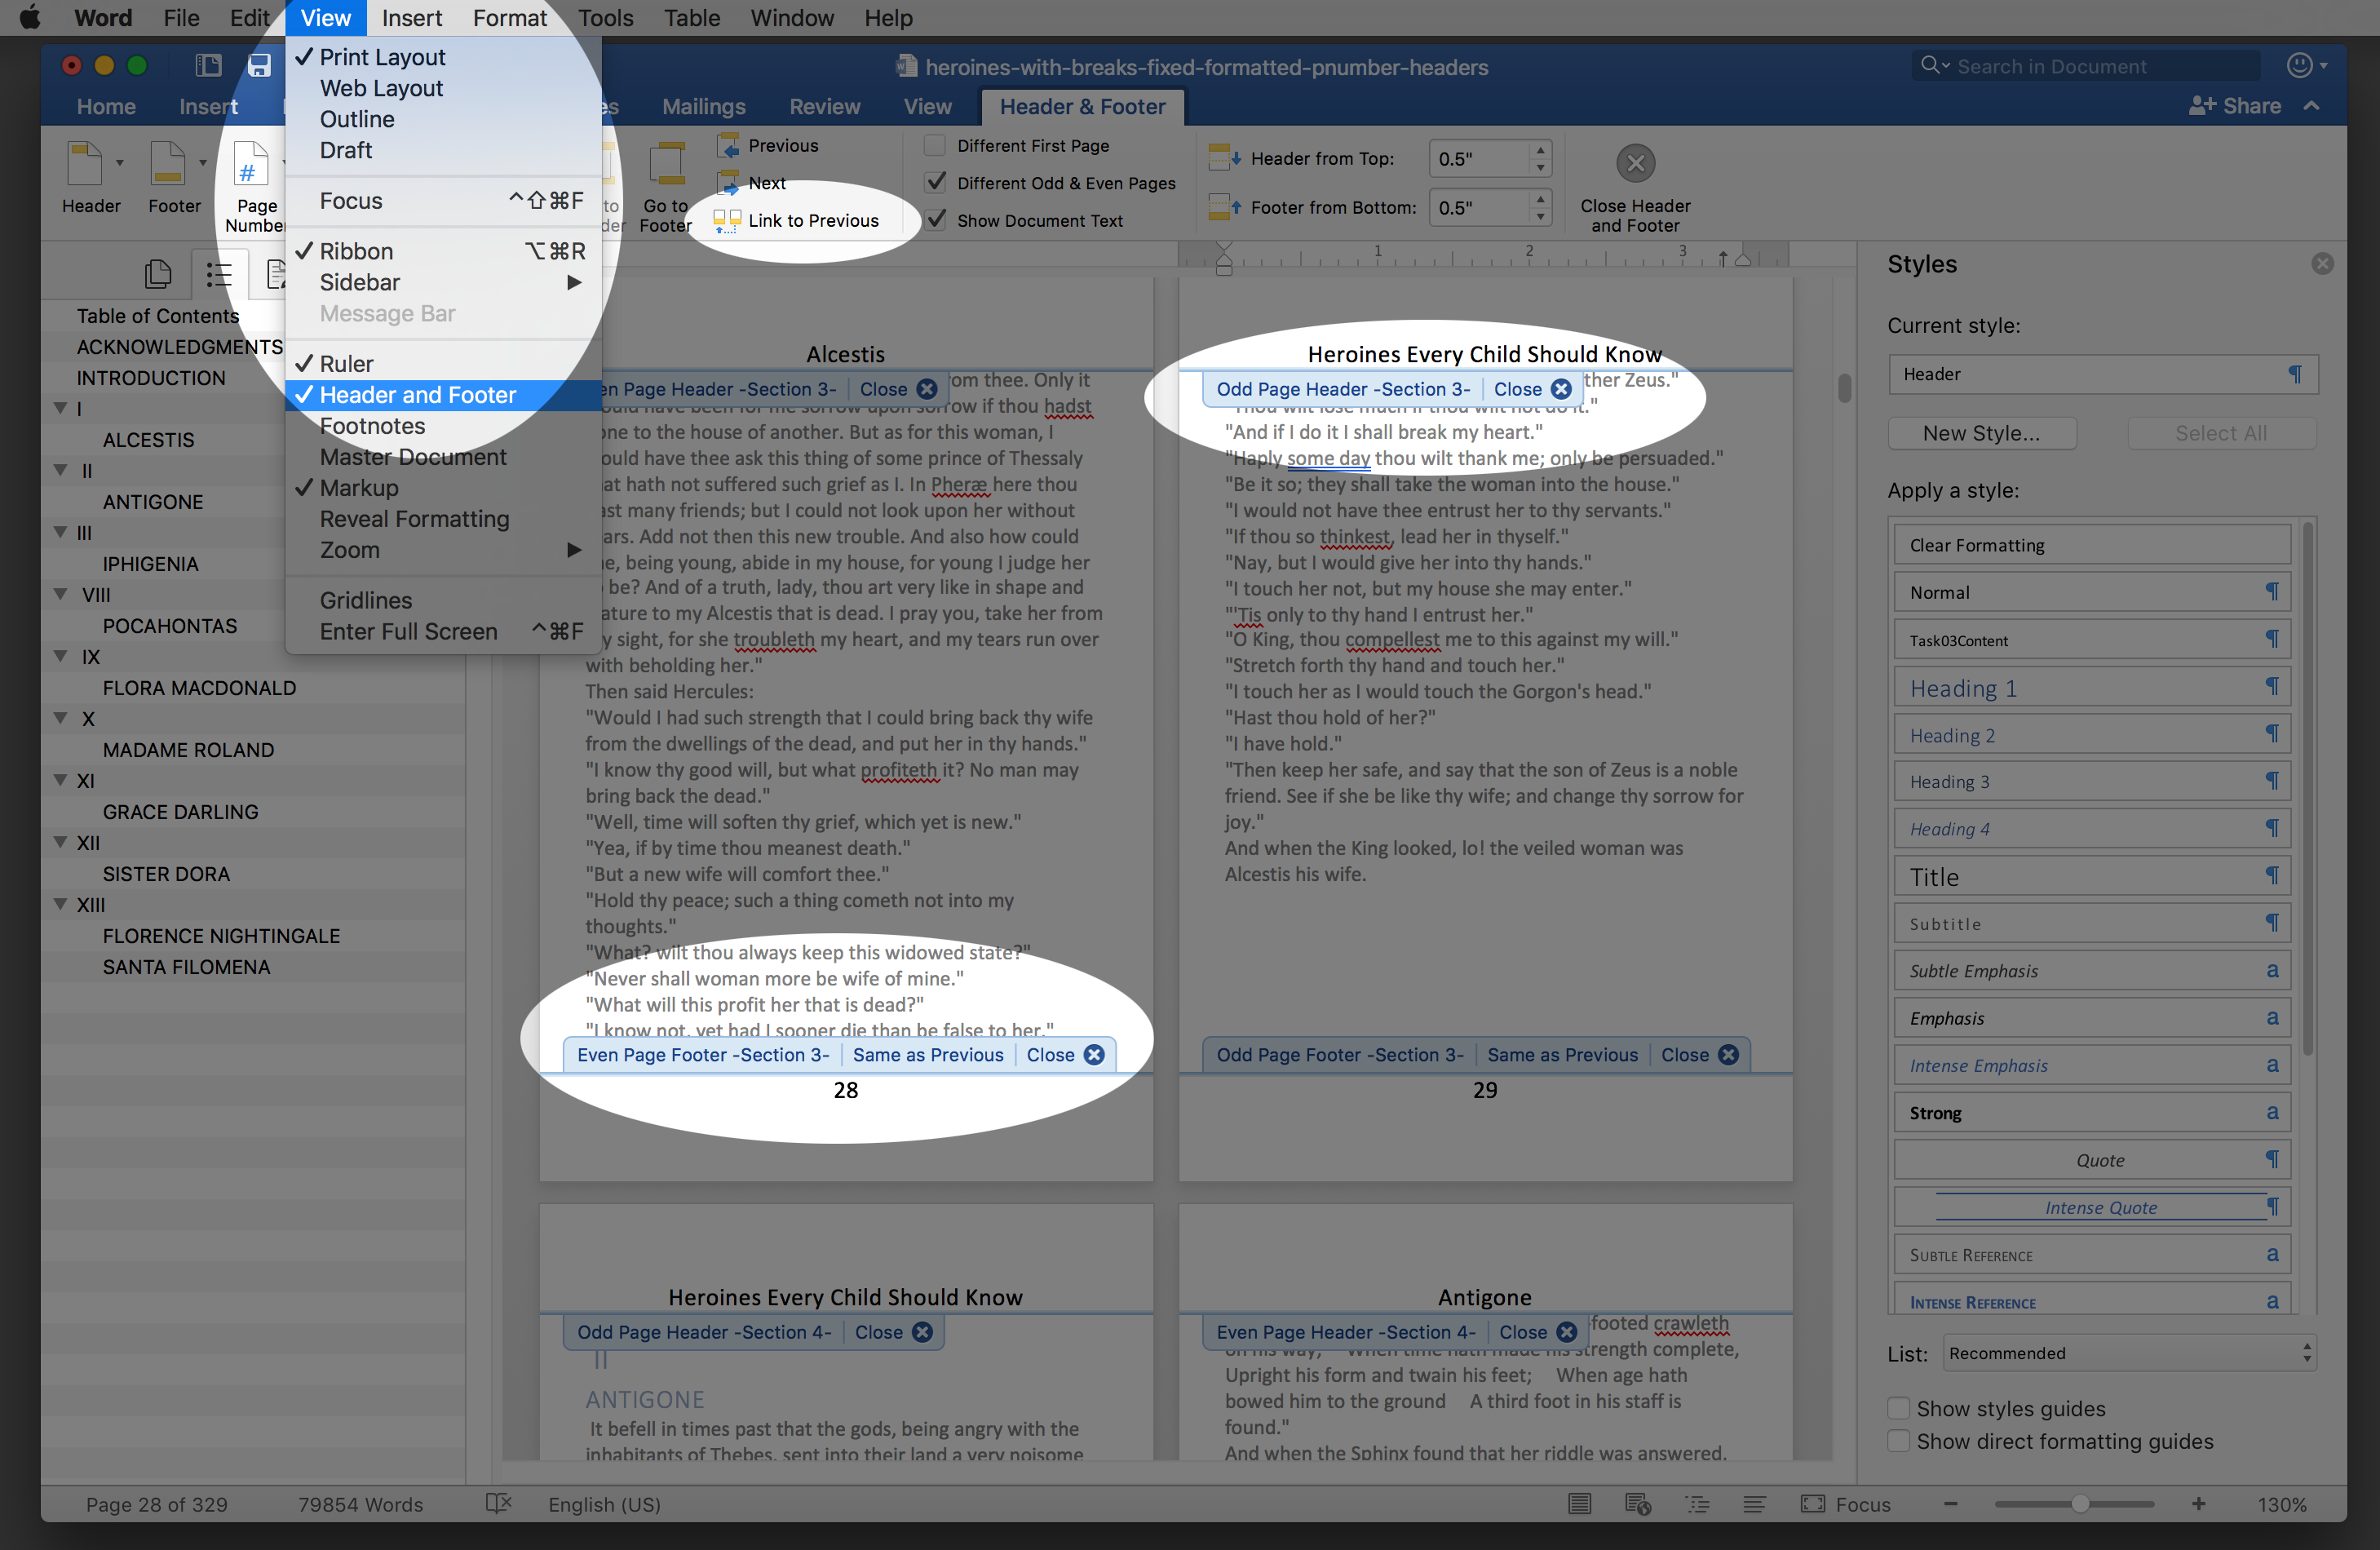 Word File Edit View Insert Format Tools Table Window Help
heroines-with-breaks-fixed-formatted-pnumber-headers
Search in Document
Home Insert Mailings Review View Header & Footer
Share
Header
Footer
Page
Number
Go to
Footer
Previous
Next
Link to Previous
Different First Page
Different Odd & Even Pages
Show Document Text
Header from Top: 0.5"
Footer from Bottom: 0.5"
Close Header
and Footer
Print Layout
Web Layout
Outline
Draft
Focus ^⇧⌘F
Ribbon ⌥⌘R
Sidebar
Message Bar
Ruler
Header and Footer
Footnotes
Master Document
Markup
Reveal Formatting
Zoom
Gridlines
Enter Full Screen ^⌘F
Table of Contents
ACKNOWLEDGMENTS
INTRODUCTION
I
ALCESTIS
II
ANTIGONE
III
IPHIGENIA
VIII
POCAHONTAS
IX
FLORA MACDONALD
X
MADAME ROLAND
XI
GRACE DARLING
XII
SISTER DORA
XIII
FLORENCE NIGHTINGALE
SANTA FILOMENA
Alcestis
Page Header -Section 3- Close
thee. Only it
have been for me sorrow upon sorrow if thou hadst
to the house of another. But as for this woman, I
have thee ask this thing of some prince of Thessaly
hath not suffered such grief as I. In Pheræ here thou
many friends; but I could not look upon her without
Add not then this new trouble. And also how could
being young, abide in my house, for young I judge her
be? And of a truth, lady, thou art very like in shape and
to my Alcestis that is dead. I pray you, take her from
sight, for she troubleth my heart, and my tears run over
with beholding her."
Then said Hercules:
"Would I had such strength that I could bring back thy wife
from the dwellings of the dead, and put her in thy hands."
"I know thy good will, but what profiteth it? No man may
bring back the dead."
"Well, time will soften thy grief, which yet is new."
"Yea, if by time thou meanest death."
"But a new wife will comfort thee."
"Hold thy peace; such a thing cometh not into my
thoughts."
"What? wilt thou always keep this widowed state?"
"Never shall woman more be wife of mine."
"What will this profit her that is dead?"
"I know not, yet had I sooner die than be false to her."
Even Page Footer -Section 3- Same as Previous Close
28
1 2 3
Heroines Every Child Should Know
Odd Page Header -Section 3- Close
Zeus."
"Thou wilt lose much if thou wilt not do it."
"And if I do it I shall break my heart."
"Haply some day thou wilt thank me; only be persuaded."
"Be it so; they shall take the woman into the house."
"I would not have thee entrust her to thy servants."
"If thou so thinkest, lead her in thyself."
"Nay, but I would give her into thy hands."
"I touch her not, but my house she may enter."
"'Tis only to thy hand I entrust her."
"O King, thou compellest me to this against my will."
"Stretch forth thy hand and touch her."
"I touch her as I would touch the Gorgon's head."
"Hast thou hold of her?"
"I have hold."
"Then keep her safe, and say that the son of Zeus is a noble
friend. See if she be like thy wife; and change thy sorrow for
joy."
And when the King looked, lo! the veiled woman was
Alcestis his wife.
Odd Page Footer -Section 3- Same as Previous Close
29
Heroines Every Child Should Know
Odd Page Header -Section 4- Close
II
ANTIGONE
It befell in times past that the gods, being angry with the
inhabitants of Thebes, sent into their land a very noisome
Antigone
Even Page Header -Section 4- Close
-footed crawleth
on his way; When time hath made his strength complete,
Upright his form and twain his feet; When age hath
bowed him to the ground A third foot in his staff is
found."
And when the Sphinx found that her riddle was answered,
Styles
Current style:
Header
New Style...
Select All
Apply a style:
Clear Formatting
Normal
Task03Content
Heading 1
Heading 2
Heading 3
Heading 4
Title
Subtitle
Subtle Emphasis
Emphasis
Intense Emphasis
Strong
Quote
Intense Quote
SUBTLE REFERENCE
INTENSE REFERENCE
List: Recommended
Show styles guides
Show direct formatting guides
Page 28 of 329 79854 Words English (US) Focus 130%